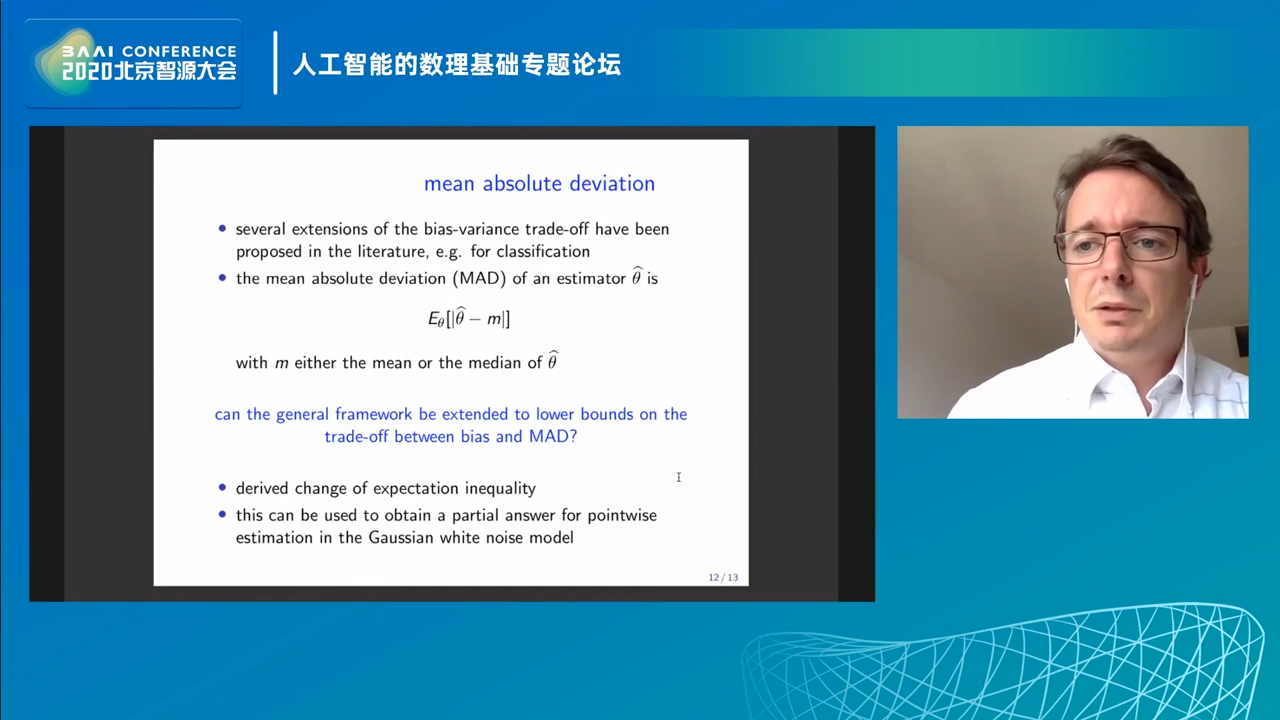 BAAI CONFERENCE
2020北京智源大会
人工智能的数理基础专题论坛
mean absolute deviation
• several extensions of the bias-variance trade-off have been
proposed in the literature, e.g. for classification
• the mean absolute deviation (MAD) of an estimator θ̂ is
E_θ[|θ̂ − m|]
with m either the mean or the median of θ̂
can the general framework be extended to lower bounds on the
trade-off between bias and MAD?
• derived change of expectation inequality
• this can be used to obtain a partial answer for pointwise
estimation in the Gaussian white noise model
12 / 13